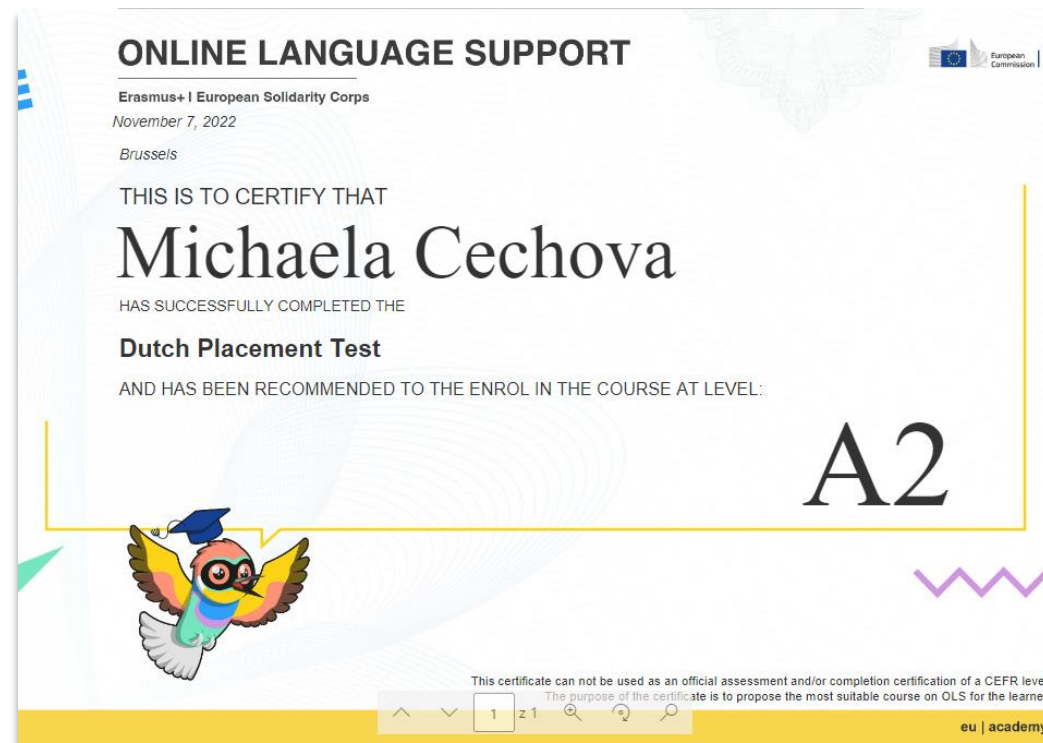 ONLINE LANGUAGE SUPPORT
European
Commission
Erasmus+ I European Solidarity Corps
November 7, 2022
Brussels
THIS IS TO CERTIFY THAT
Michaela Cechova
HAS SUCCESSFULLY COMPLETED THE
Dutch Placement Test
AND HAS BEEN RECOMMENDED TO THE ENROL IN THE COURSE AT LEVEL:
A2
This certificate can not be used as an official assessment and/or completion certification of a CEFR leve
The purpose of the certificate is to propose the most suitable course on OLS for the learne
1 z 1
eu | academy